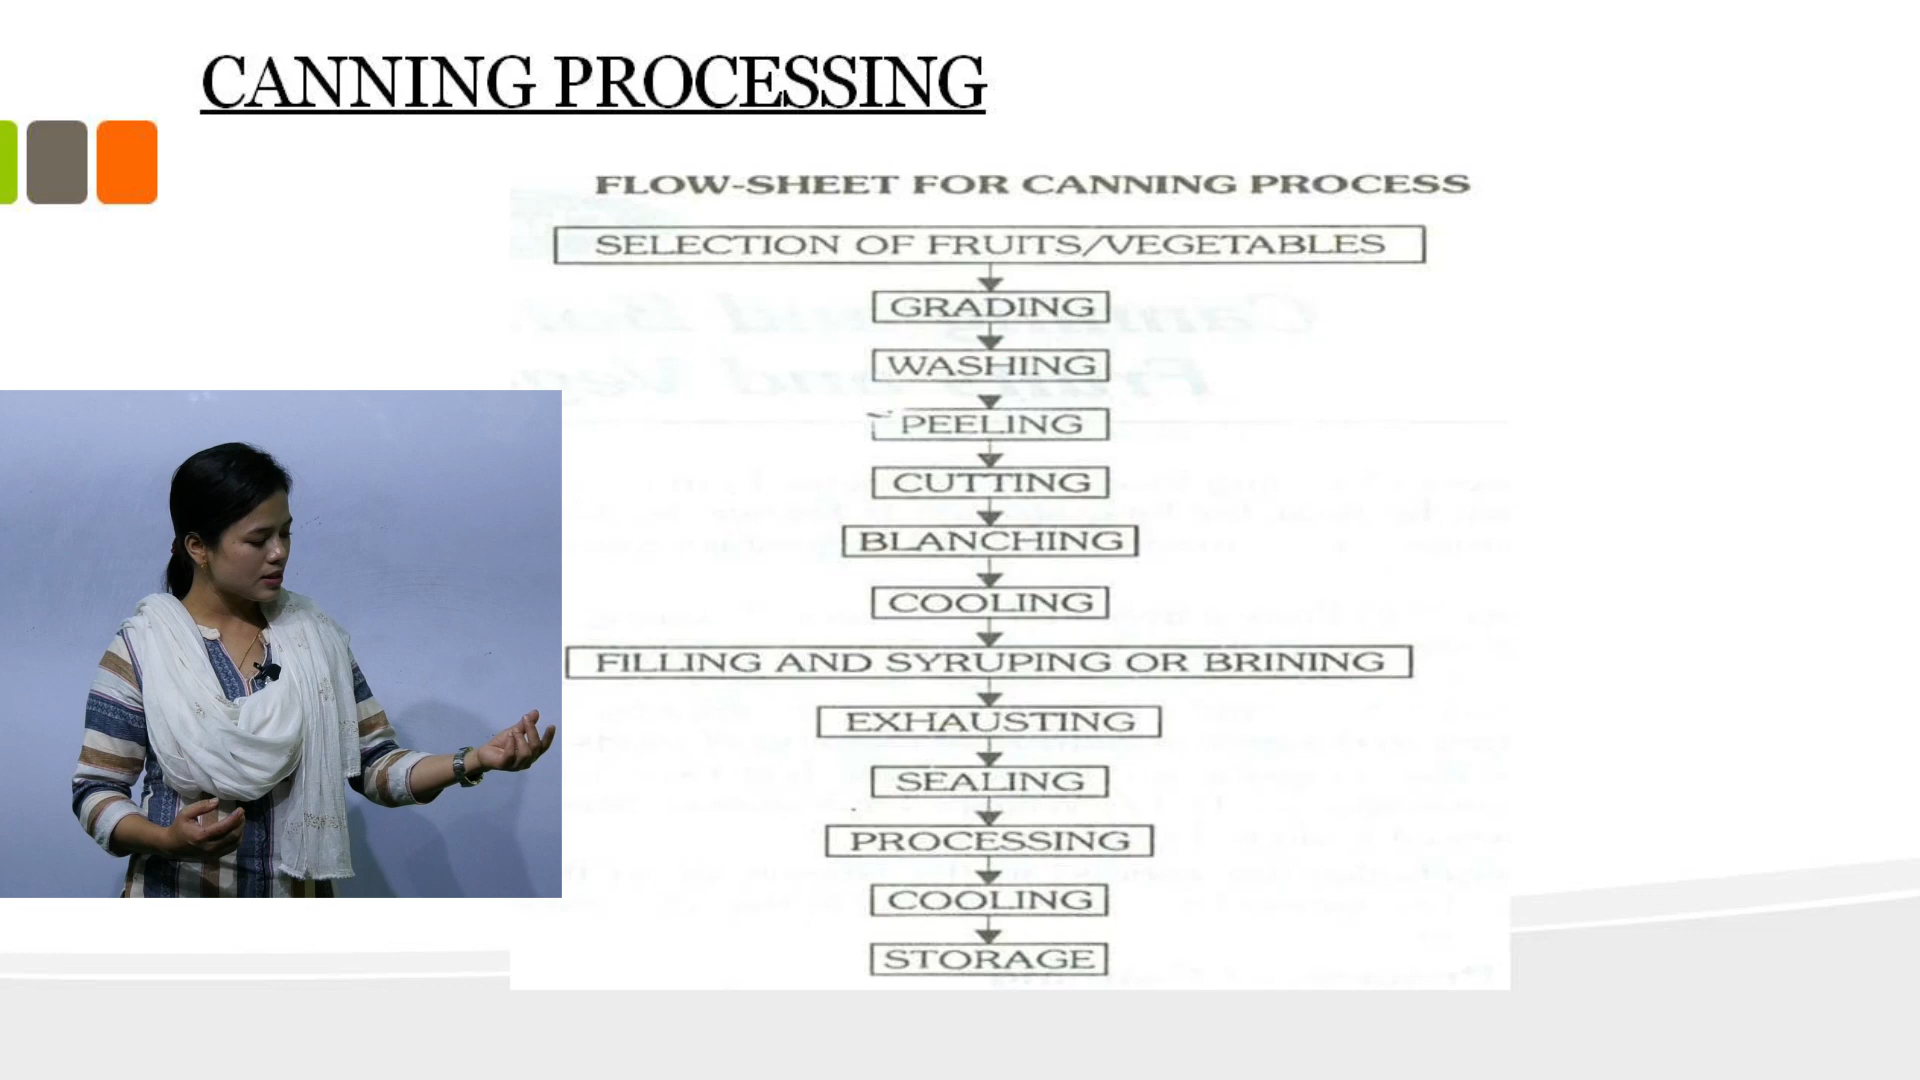 CANNING PROCESSING
FLOW-SHEET FOR CANNING PROCESS
SELECTION OF FRUITS/VEGETABLES
GRADING
WASHING
PEELING
CUTTING
BLANCHING
COOLING
FILLING AND SYRUPING OR BRINING
EXHAUSTING
SEALING
PROCESSING
COOLING
STORAGE